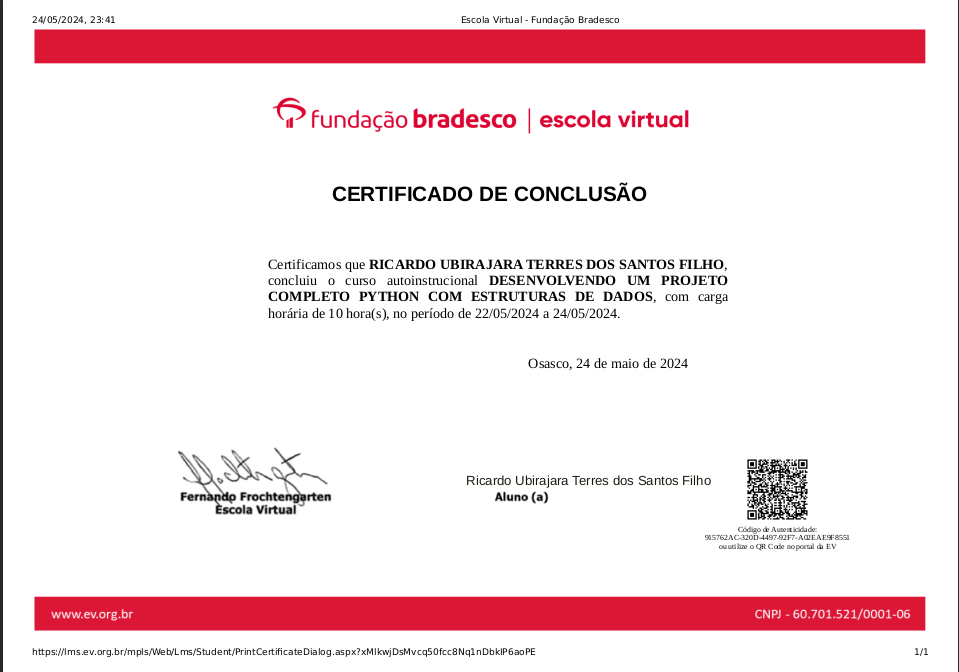 24/05/2024, 23:41 Escola Virtual - Fundação Bradesco
fundação bradesco | escola virtual
CERTIFICADO DE CONCLUSÃO
Certificamos que RICARDO UBIRAJARA TERRES DOS SANTOS FILHO,
concluiu o curso autoinstrucional DESENVOLVENDO UM PROJETO
COMPLETO PYTHON COM ESTRUTURAS DE DADOS, com carga
horária de 10 hora(s), no período de 22/05/2024 a 24/05/2024.
Osasco, 24 de maio de 2024
Fernando Frochtengarten
Escola Virtual
Ricardo Ubirajara Terres dos Santos Filho
Aluno (a)
Código de Autenticidade:
915762AC-320D-4497-92F7-A02EAE9F8551
ou utilize o QR Code no portal da EV
www.ev.org.br CNPJ - 60.701.521/0001-06
https://lms.ev.org.br/mpls/Web/Lms/Student/PrintCertificateDialog.aspx?xMIkwjDsMvcq50fcc8Nq1nDbkIP6aoPE 1/1